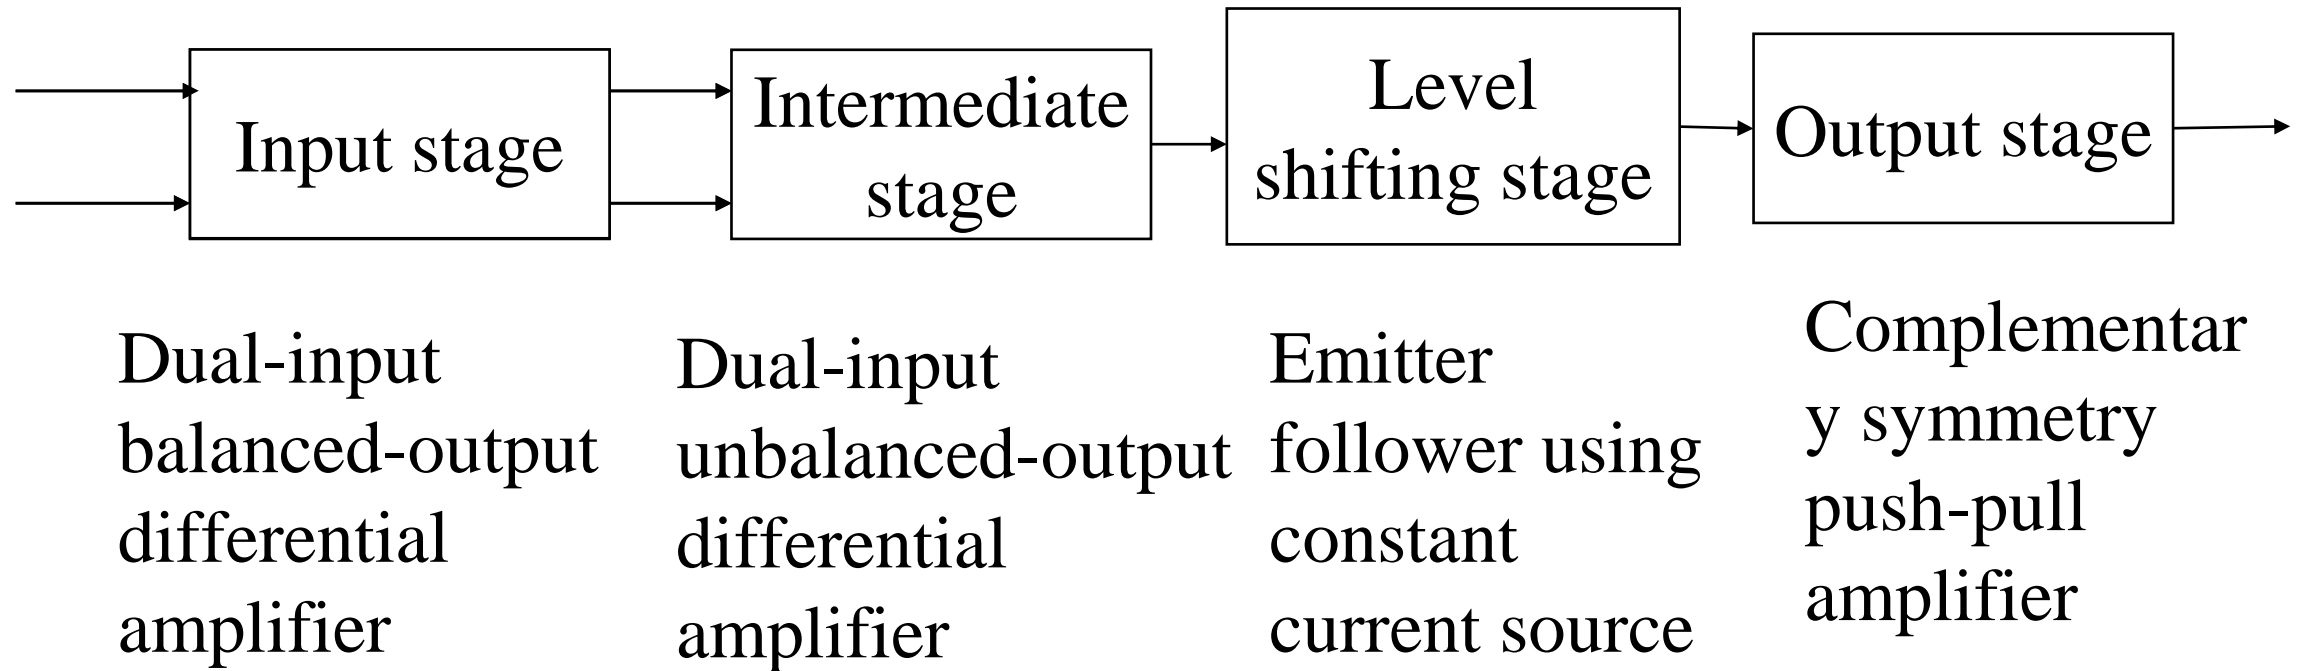 Input stage
Intermediate
stage
Level
shifting stage
Output stage
Dual-input
balanced-output
differential
amplifier
Dual-input
unbalanced-output
differential
amplifier
Emitter
follower using
constant
current source
Complementar
y symmetry
push-pull
amplifier